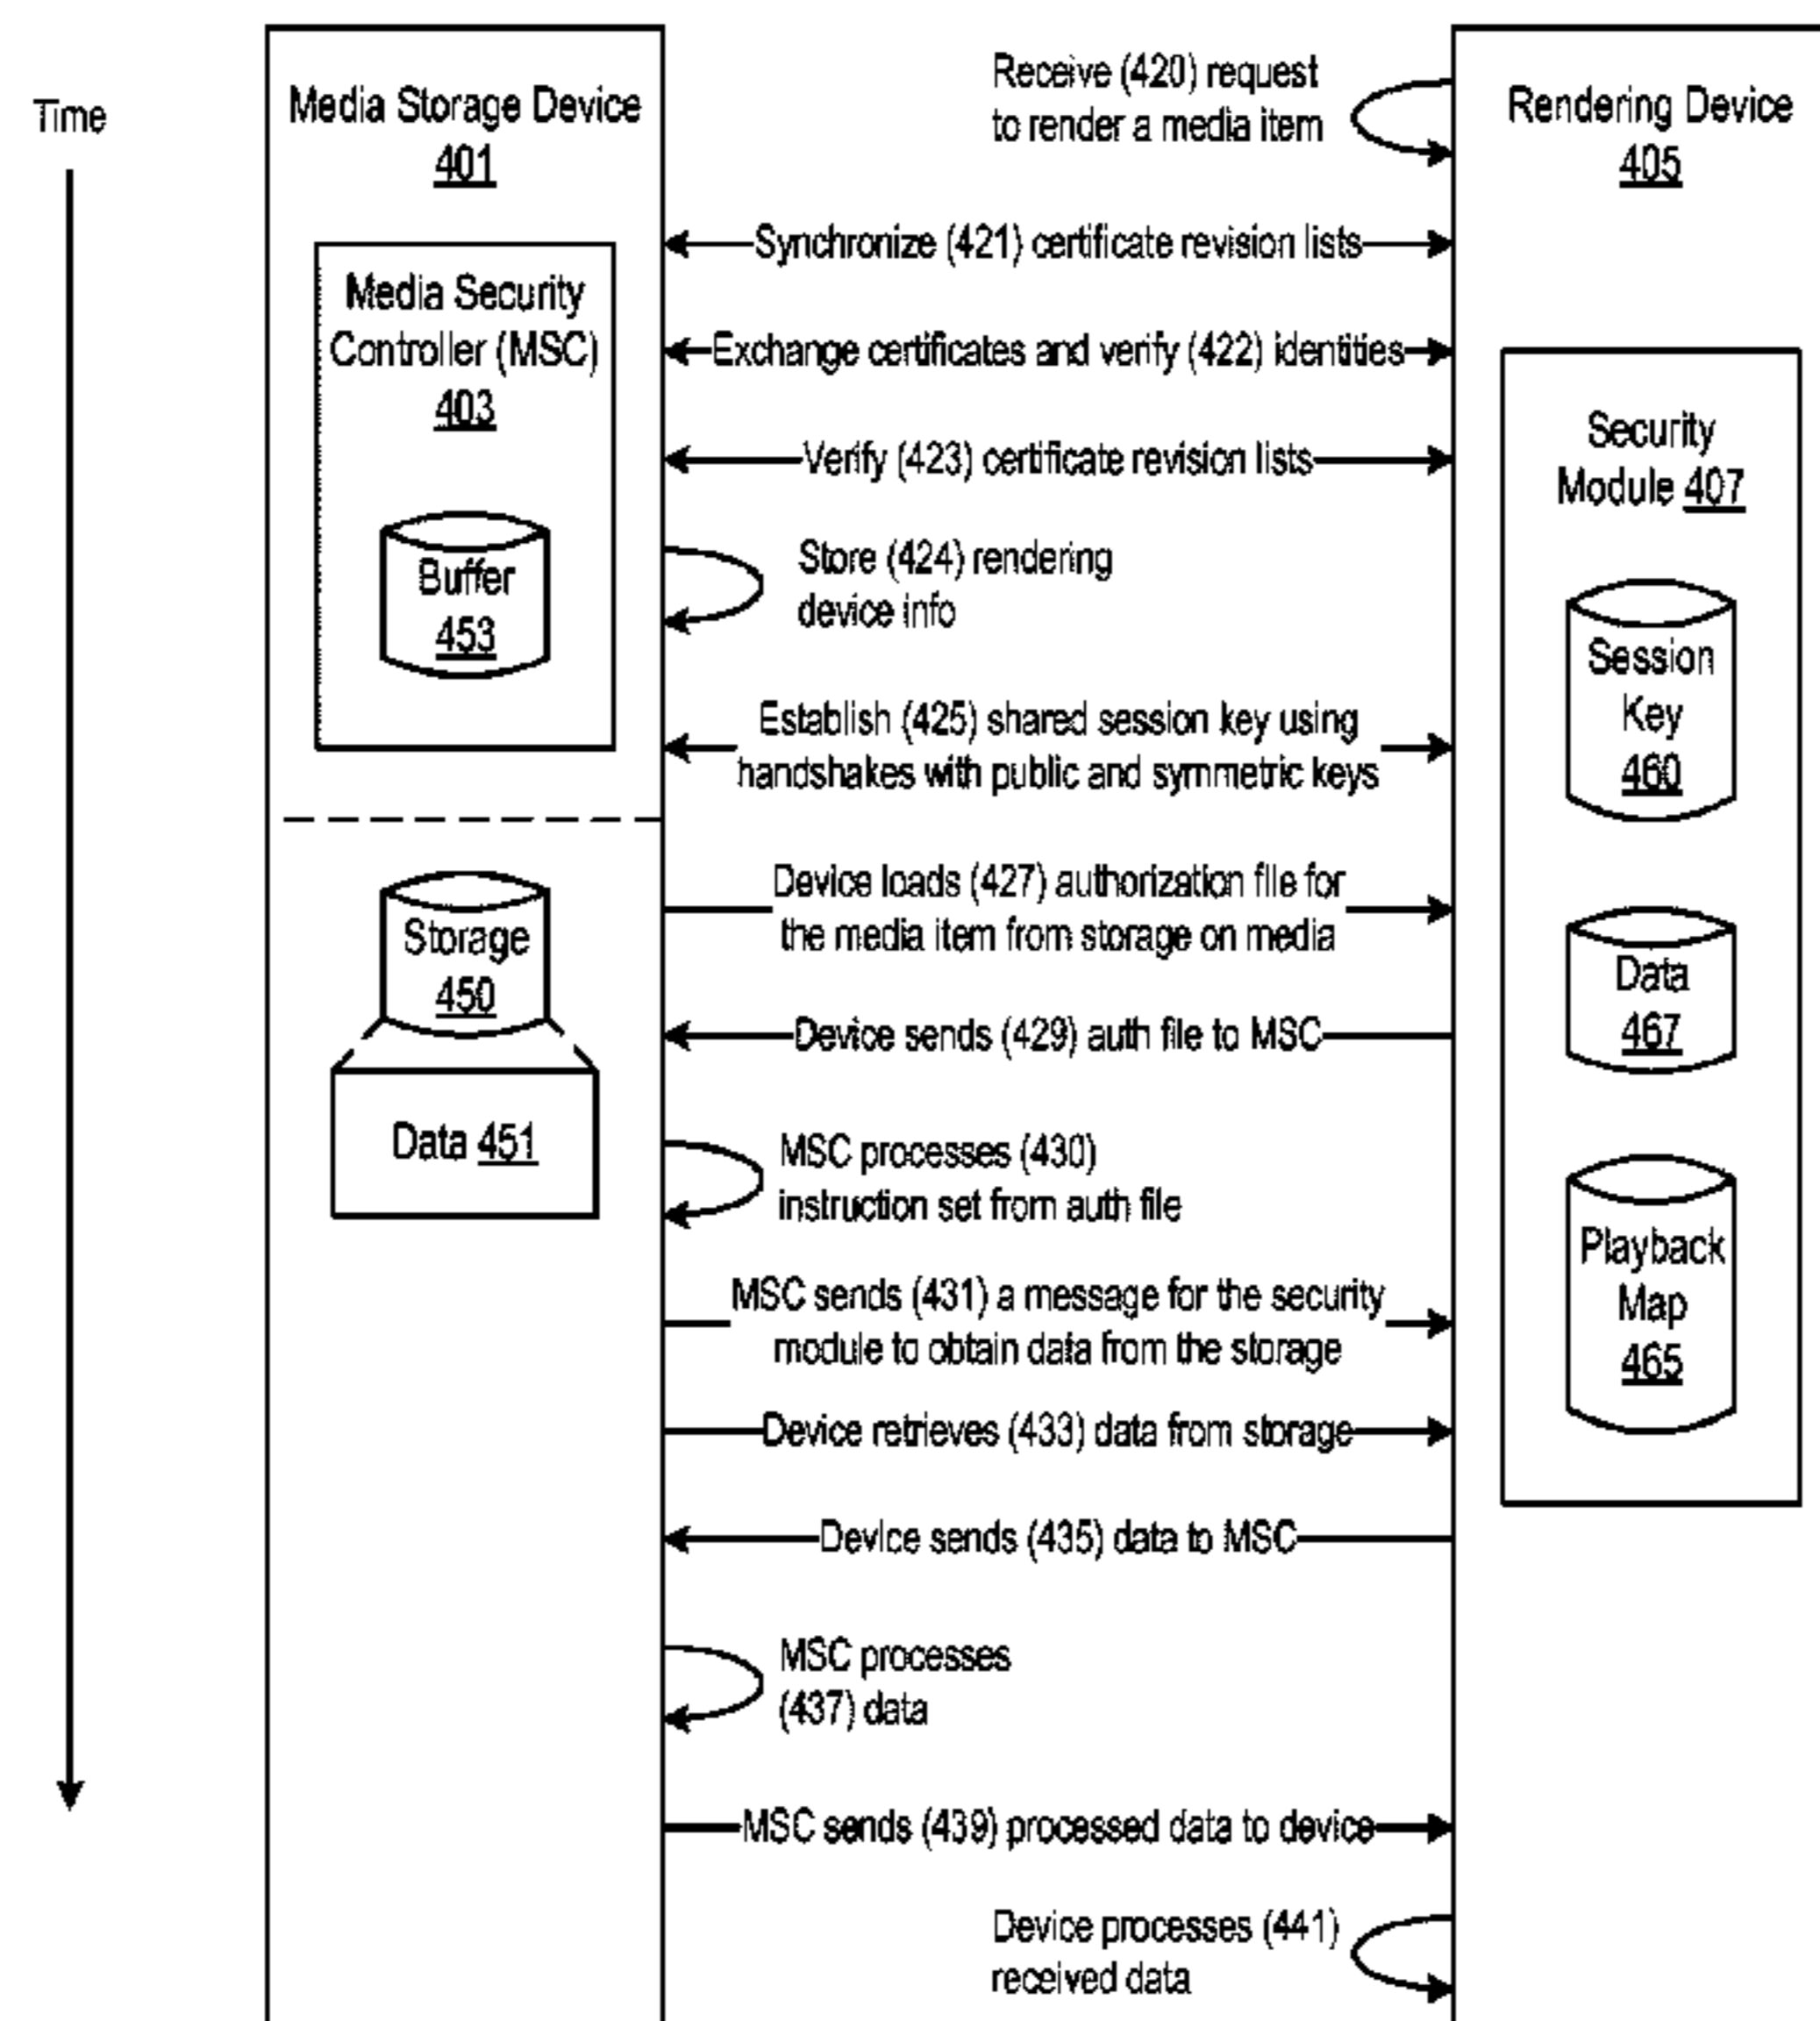 Time
Media Storage Device
401
Media Security
Controller (MSC)
403
Buffer
453
Storage
450
Data 451
Receive (420) request
to render a media item
Synchronize (421) certificate revision lists
Exchange certificates and verify (422) identities
Verify (423) certificate revision lists
Store (424) rendering
device info
Establish (425) shared session key using
handshakes with public and symmetric keys
Device loads (427) authorization file for
the media item from storage on media
Device sends (429) auth file to MSC
MSC processes (430)
instruction set from auth file
MSC sends (431) a message for the security
module to obtain data from the storage
Device retrieves (433) data from storage
Device sends (435) data to MSC
MSC processes
(437) data
MSC sends (439) processed data to device
Device processes (441)
received data
Rendering Device
405
Security
Module 407
Session
Key
460
Data
467
Playback
Map
465